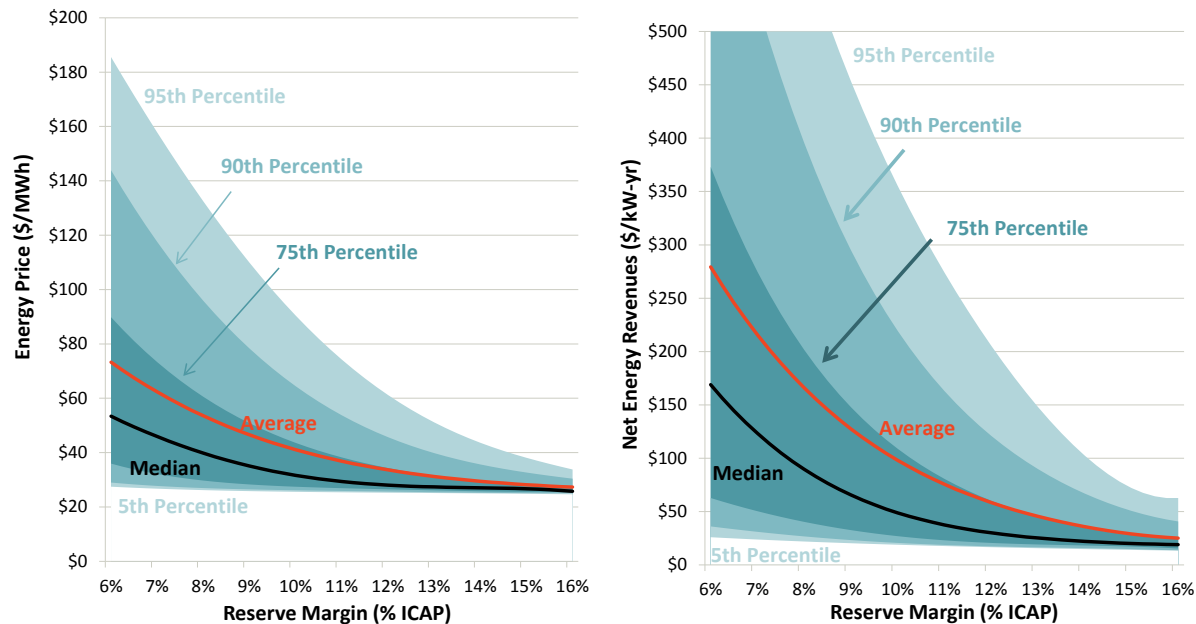 $200
$180
$160
$140
$120
$100
$80
$60
$40
$20
$0
Energy Price ($/MWh)
95th Percentile
90th Percentile
75th Percentile
Average
Median
5th Percentile
6% 7% 8% 9% 10% 11% 12% 13% 14% 15% 16%
Reserve Margin (% ICAP)
$500
$450
$400
$350
$300
$250
$200
$150
$100
$50
$0
Net Energy Revenues ($/kW-yr)
95th Percentile
90th Percentile
75th Percentile
Average
Median
5th Percentile
6% 7% 8% 9% 10% 11% 12% 13% 14% 15% 16%
Reserve Margin (% ICAP)